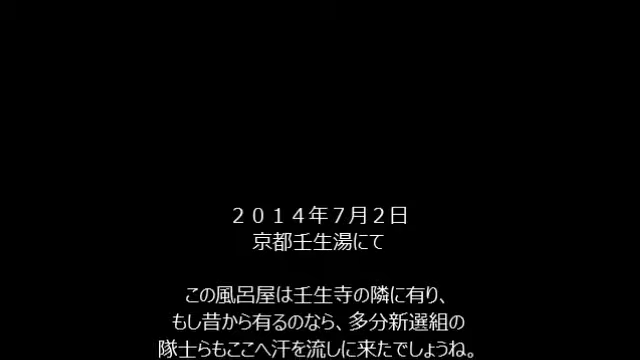 ２０１４年７月２日
京都壬生湯にて
この風呂屋は壬生寺の隣に有り、
もし昔から有るのなら、多分新選組の
隊士らもここへ汗を流しに来たでしょうね。